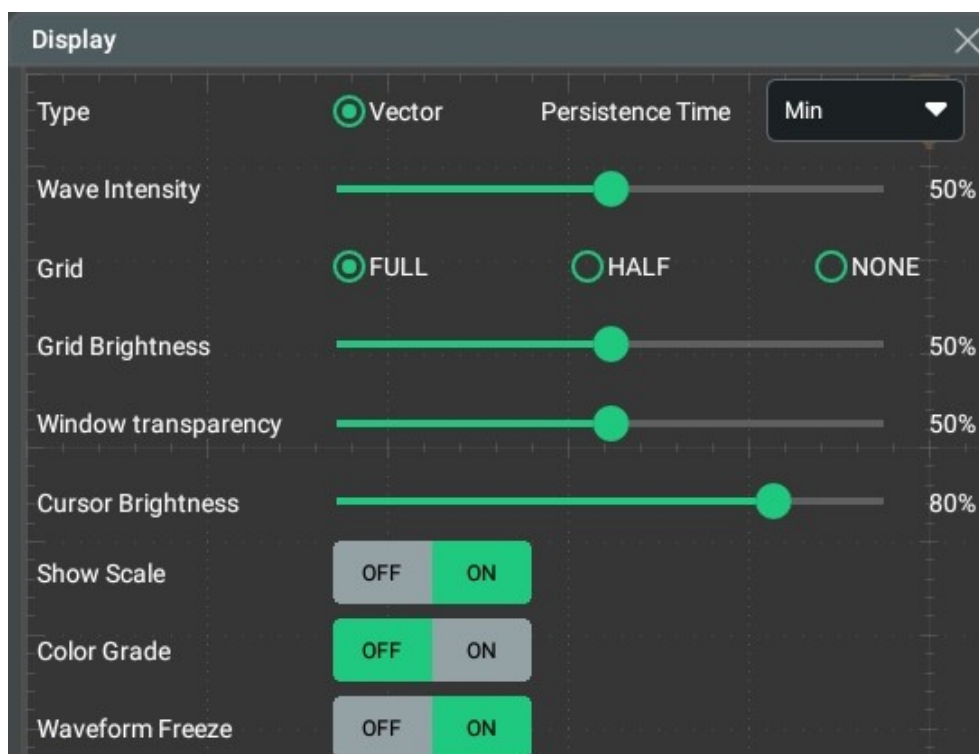 Display
Type Vector Persistence Time Min
Wave Intensity 50%
Grid FULL HALF NONE
Grid Brightness 50%
Window transparency 50%
Cursor Brightness 80%
Show Scale OFF ON
Color Grade OFF ON
Waveform Freeze OFF ON